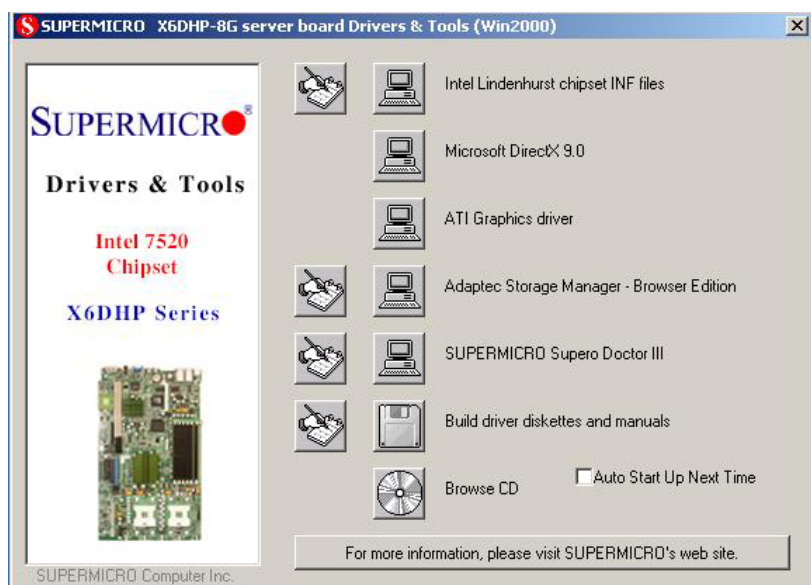 SUPERMICRO X6DHP-8G server board Drivers & Tools (Win2000)
SUPERMICRO®
Drivers & Tools
Intel 7520
Chipset
X6DHP Series
SUPERMICRO Computer Inc.
Intel Lindenhurst chipset INF files
Microsoft DirectX 9.0
ATI Graphics driver
Adaptec Storage Manager - Browser Edition
SUPERMICRO Supero Doctor III
Build driver diskettes and manuals
Browse CD
Auto Start Up Next Time
For more information, please visit SUPERMICRO's web site.